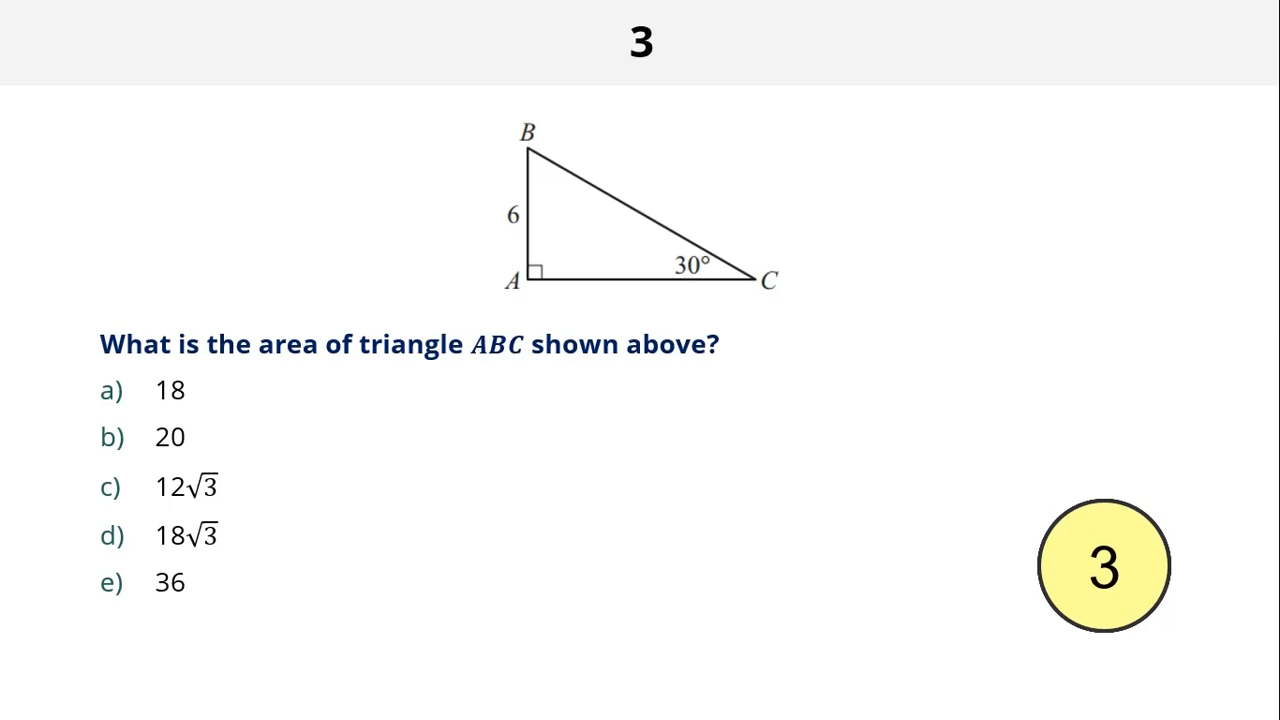 3
B
6
30°
A
C
What is the area of triangle ABC shown above?
a) 18
b) 20
c) 12√3
d) 18√3
e) 36
3